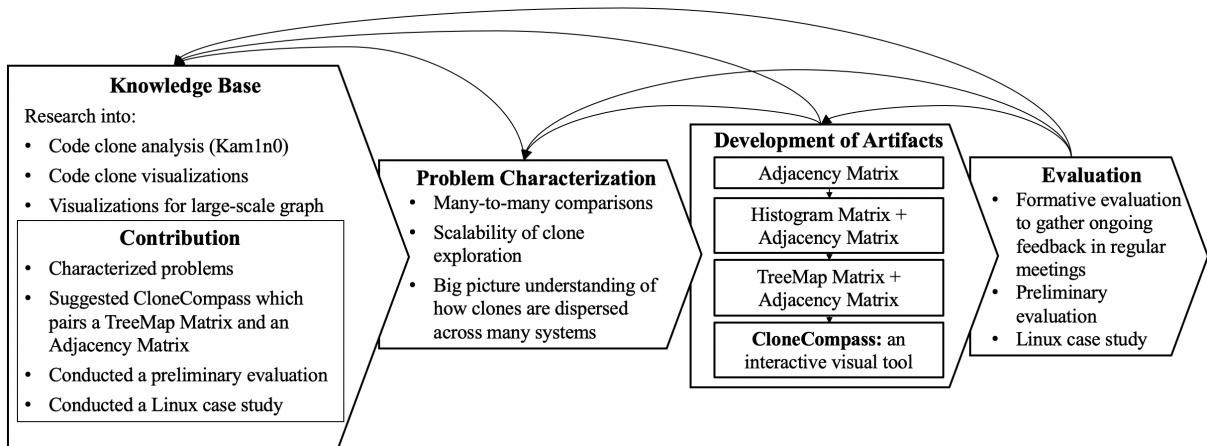 Knowledge Base
Research into:
• Code clone analysis (Kam1n0)
• Code clone visualizations
• Visualizations for large-scale graph
Contribution
• Characterized problems
• Suggested CloneCompass which
pairs a TreeMap Matrix and an
Adjacency Matrix
• Conducted a preliminary evaluation
• Conducted a Linux case study
Problem Characterization
• Many-to-many comparisons
• Scalability of clone
exploration
• Big picture understanding of
how clones are dispersed
across many systems
Development of Artifacts
Adjacency Matrix
Histogram Matrix +
Adjacency Matrix
TreeMap Matrix +
Adjacency Matrix
CloneCompass: an
interactive visual tool
Evaluation
• Formative evaluation
to gather ongoing
feedback in regular
meetings
• Preliminary
evaluation
• Linux case study